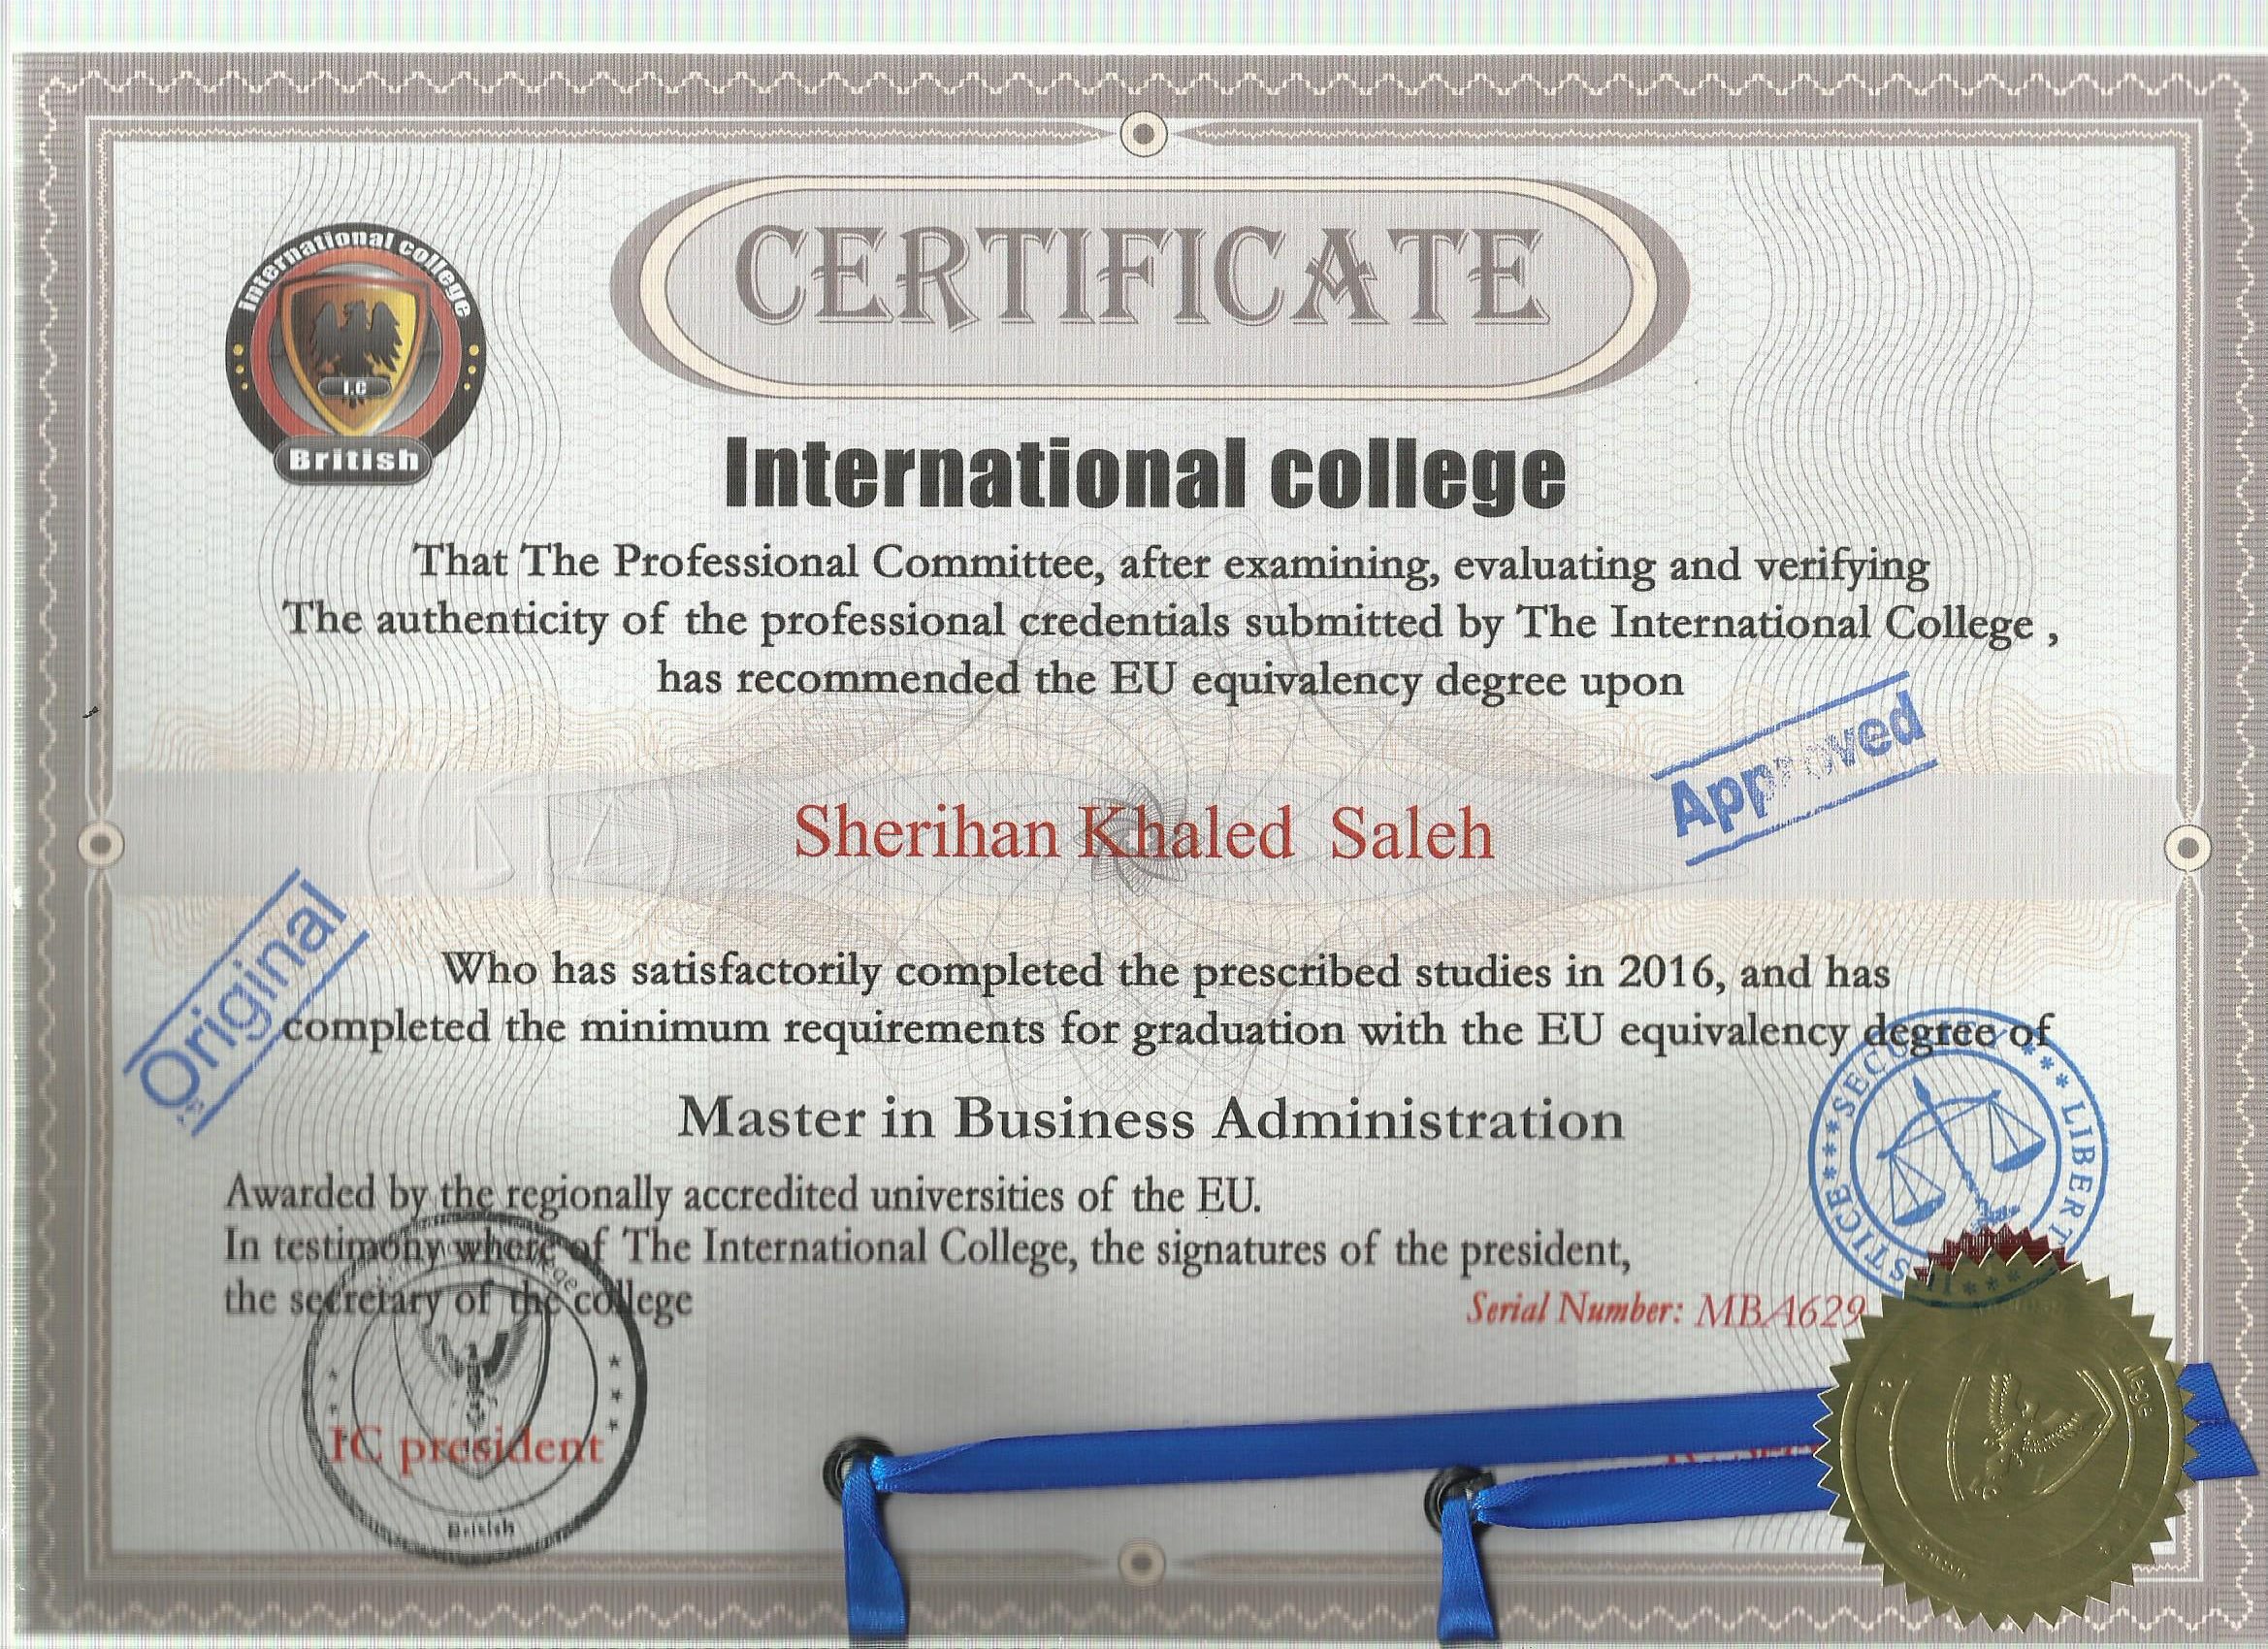 CERTIFICATE
International college
I.C
British
International college
That The Professional Committee, after examining, evaluating and verifying
The authenticity of the professional credentials submitted by The International College ,
has recommended the EU equivalency degree upon
Approved
Sherihan Khaled Saleh
Original
Who has satisfactorily completed the prescribed studies in 2016, and has
completed the minimum requirements for graduation with the EU equivalency degree of
Master in Business Administration
LIBERT
STICE
Awarded by the regionally accredited universities of the EU.
In testimony where of The International College, the signatures of the president,
the secretary of the college
Serial Number: MBA629
IC president
British